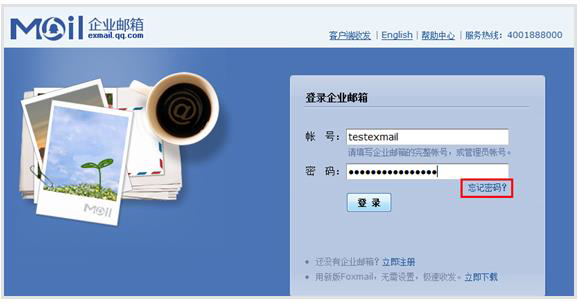 Mail 企业邮箱
exmail.qq.com
客户端收发 | English | 帮助中心 | 服务热线：4001888000
登录企业邮箱
帐 号： testexmail
请填写企业邮箱的完整帐号，或管理员帐号。
密 码： ••••••••••••••••
忘记密码？
登 录
• 还没有企业邮箱？立即注册
• 用新版Foxmail，无需设置，极速收发。立即下载
Mail